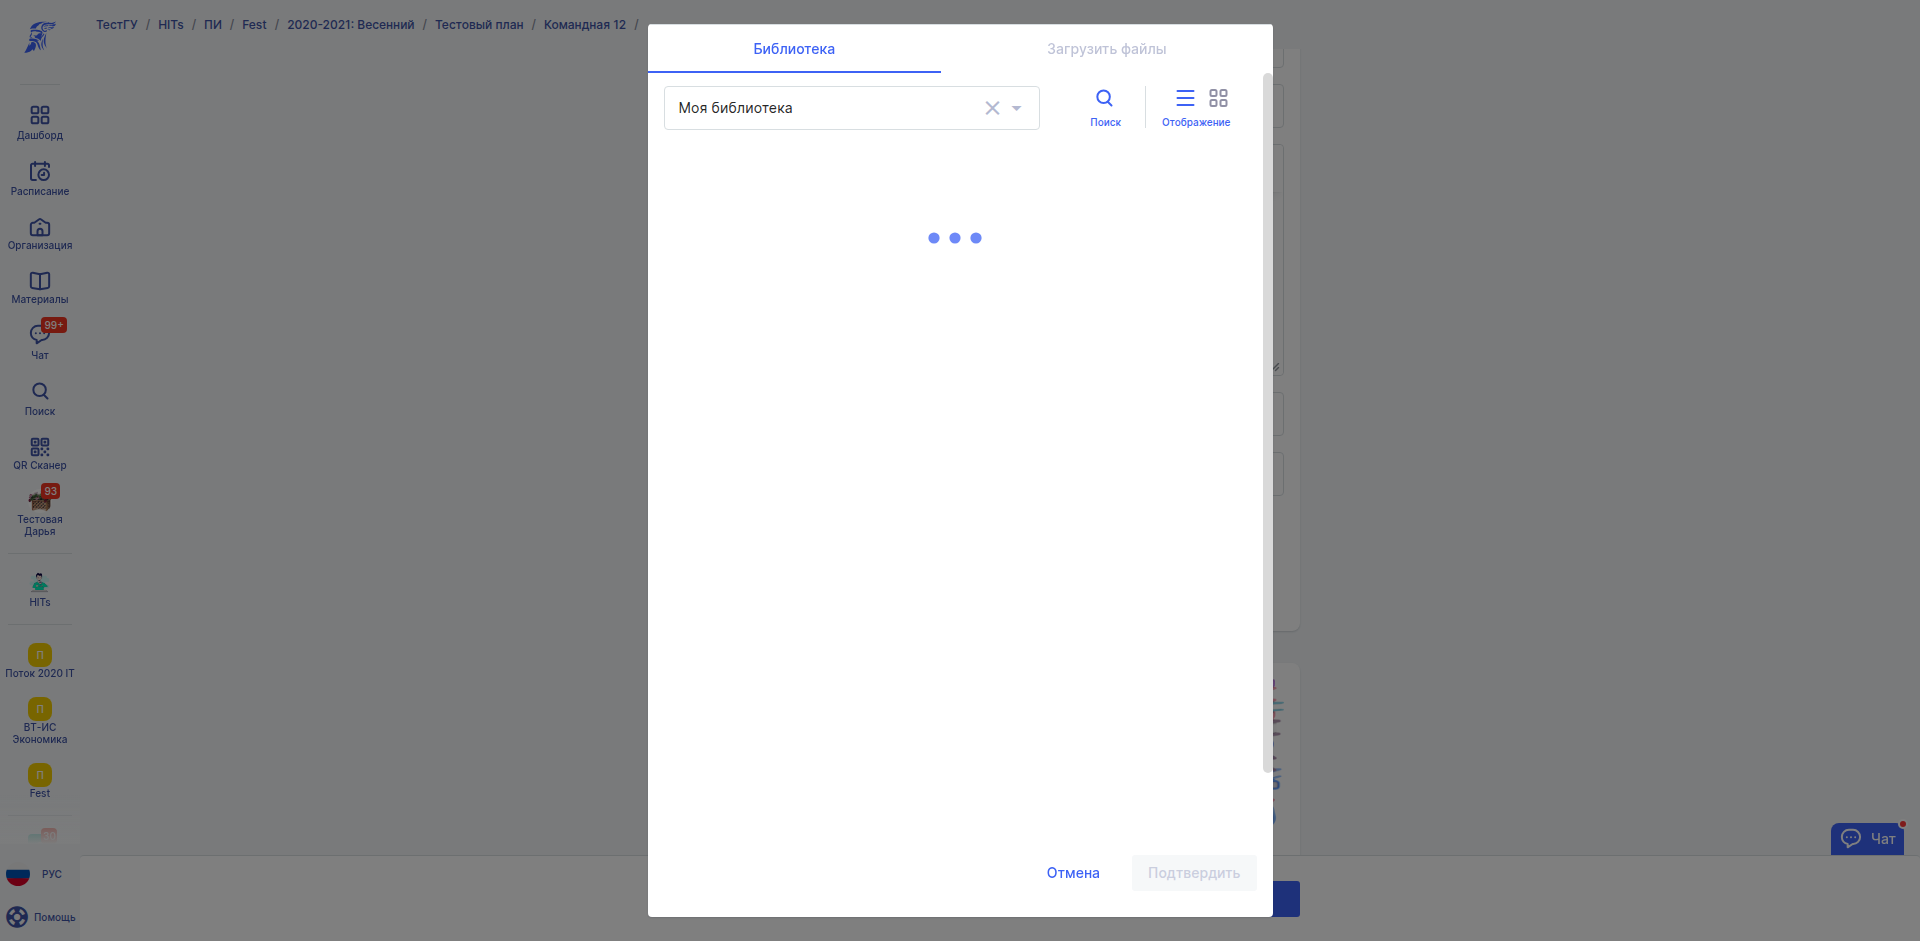 ТестГУ / HITs / ПИ / Fest / 2020-2021: Весенний / Тестовый план / Командная 12 /
Дашборд
Расписание
Организация
Материалы
99+
Чат
Поиск
QR Сканер
93
Тестовая
Дарья
HITs
П
Поток 2020 IT
П
ВТ-ИС
Экономика
П
Fest
30
РУС
Помощь
Библиотека
Загрузить файлы
Моя библиотека
Поиск
Отображение
Отмена
Подтвердить
Чат